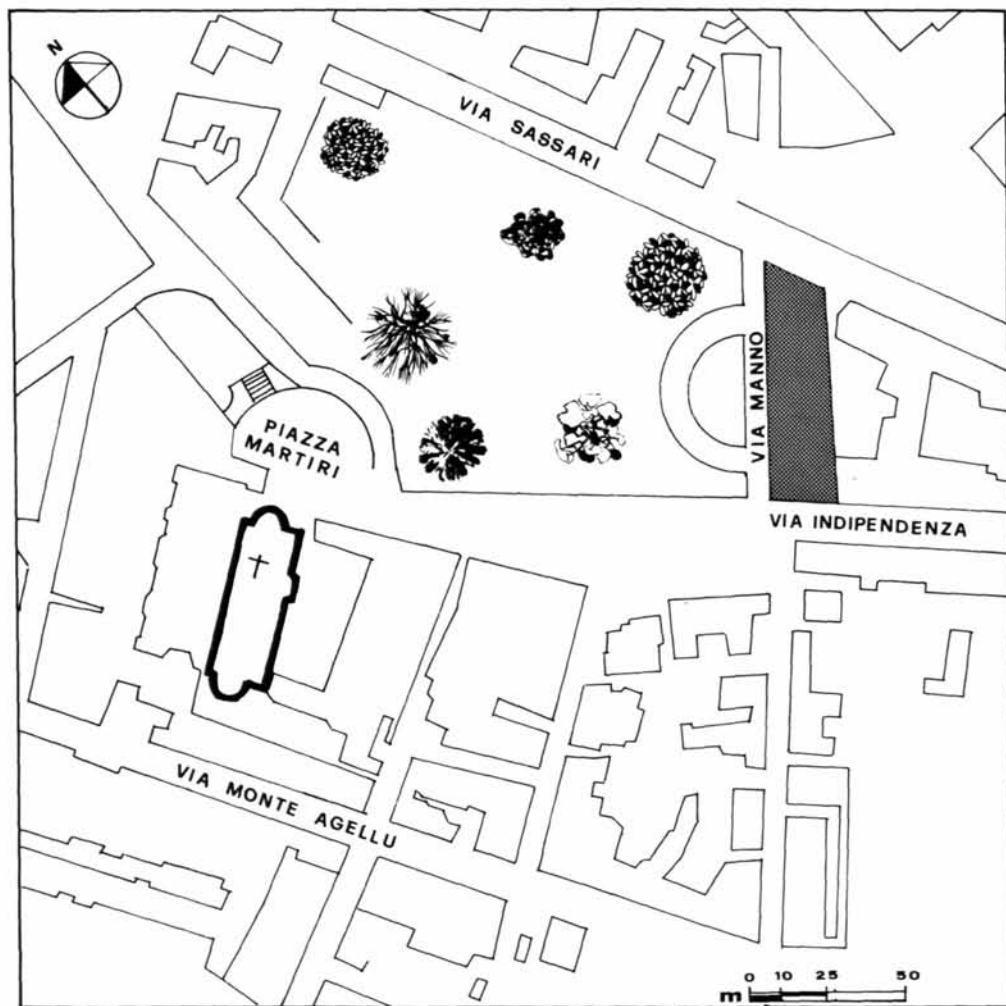 N
VIA SASSARI
VIA MANNO
PIAZZA
MARTIRI
VIA INDIPENDENZA
VIA MONTE AGELLU
m 0 10 25 50